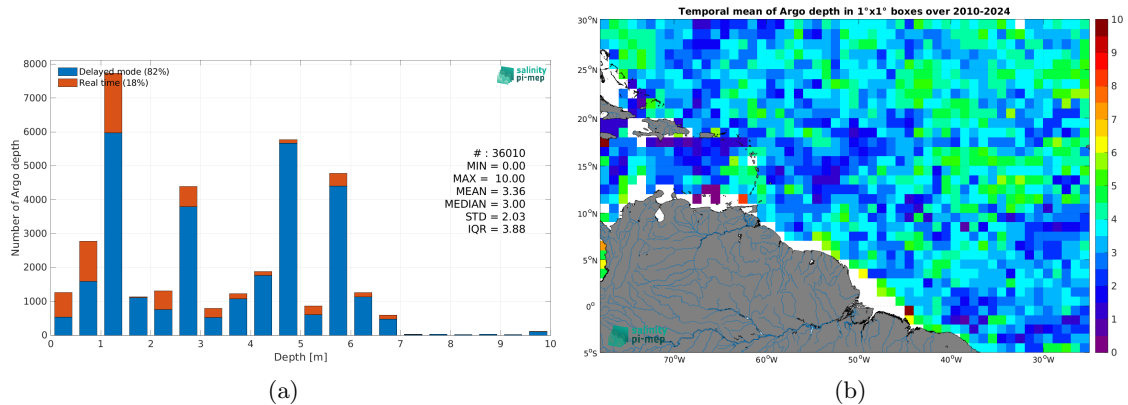 Delayed mode (82%)
Real time (18%)
salinity
pi-mep
# : 36010
MIN = 0.00
MAX = 10.00
MEAN = 3.36
MEDIAN = 3.00
STD = 2.03
IQR = 3.88
Number of Argo depth
8000
7000
6000
5000
4000
3000
2000
1000
0
0 1 2 3 4 5 6 7 8 9 10
Depth [m]
(a)
Temporal mean of Argo depth in 1°x1° boxes over 2010-2024
30°N
25°N
20°N
15°N
10°N
5°N
0°
5°S
70°W 60°W 50°W 40°W 30°W
salinity
pi-mep
10
9
8
7
6
5
4
3
2
1
0
(b)